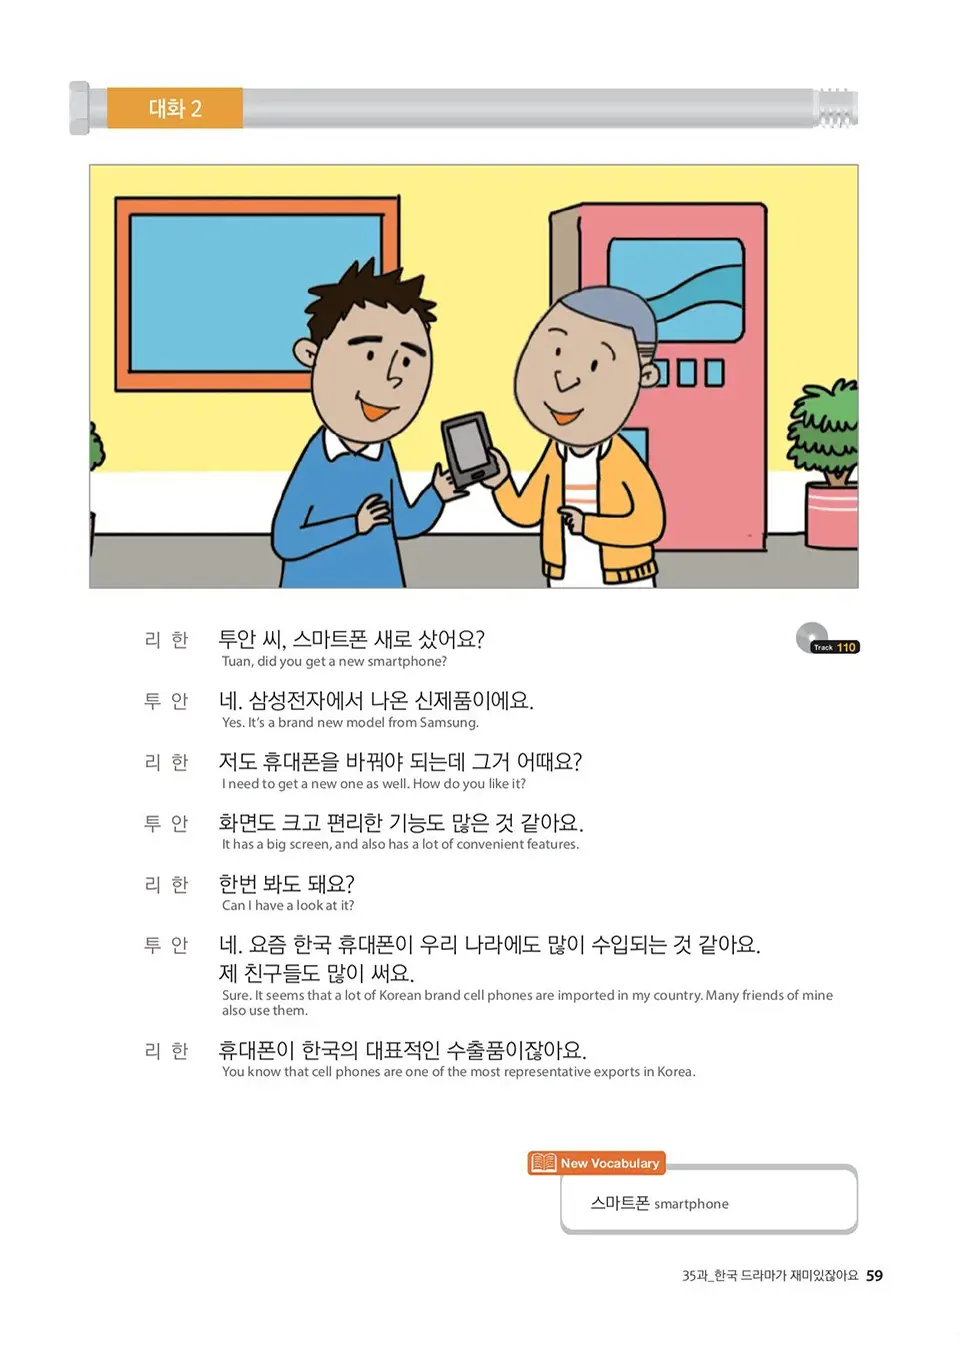 대화 2
리 한 투안 씨, 스마트폰 새로 샀어요?
Tuan, did you get a new smartphone?
Track 110
투 안 네. 삼성전자에서 나온 신제품이에요.
Yes. It's a brand new model from Samsung.
리 한 저도 휴대폰을 바꿔야 되는데 그거 어때요?
I need to get a new one as well. How do you like it?
투 안 화면도 크고 편리한 기능도 많은 것 같아요.
It has a big screen, and also has a lot of convenient features.
리 한 한번 봐도 돼요?
Can I have a look at it?
투 안 네. 요즘 한국 휴대폰이 우리 나라에도 많이 수입되는 것 같아요.
제 친구들도 많이 써요.
Sure. It seems that a lot of Korean brand cell phones are imported in my country. Many friends of mine
also use them.
리 한 휴대폰이 한국의 대표적인 수출품이잖아요.
You know that cell phones are one of the most representative exports in Korea.
New Vocabulary
스마트폰 smartphone
35과_한국 드라마가 재미있잖아요 59